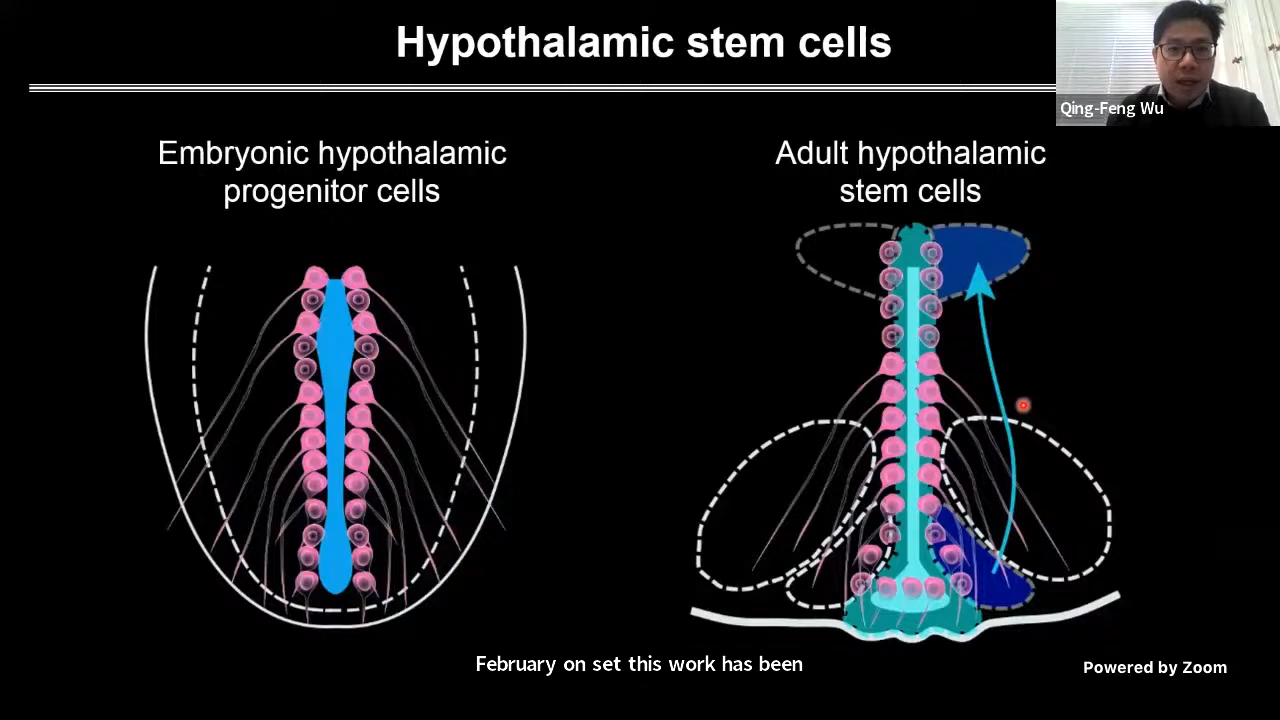 Hypothalamic stem cells
Qing-Feng Wu
Embryonic hypothalamic
progenitor cells
Adult hypothalamic
stem cells
February on set this work has been
Powered by Zoom